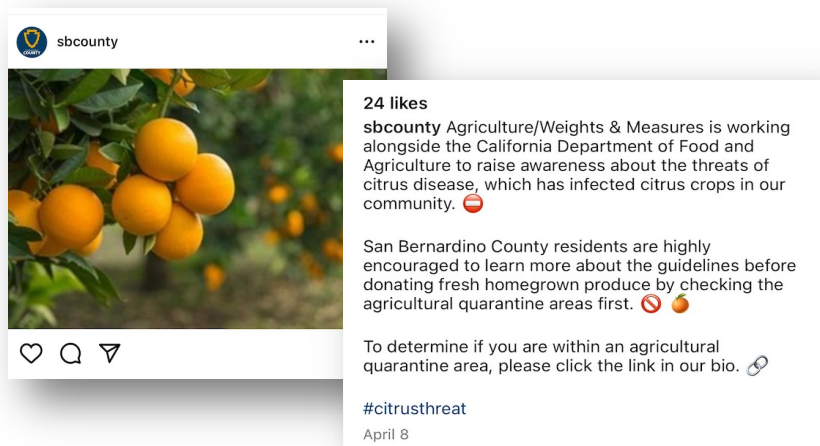 sbcounty
COUNTY
24 likes
sbcounty Agriculture/Weights & Measures is working
alongside the California Department of Food and
Agriculture to raise awareness about the threats of
citrus disease, which has infected citrus crops in our
community. ⛔
San Bernardino County residents are highly
encouraged to learn more about the guidelines before
donating fresh homegrown produce by checking the
agricultural quarantine areas first. 🚫 🍊
To determine if you are within an agricultural
quarantine area, please click the link in our bio. 🔗
#citrusthreat
April 8